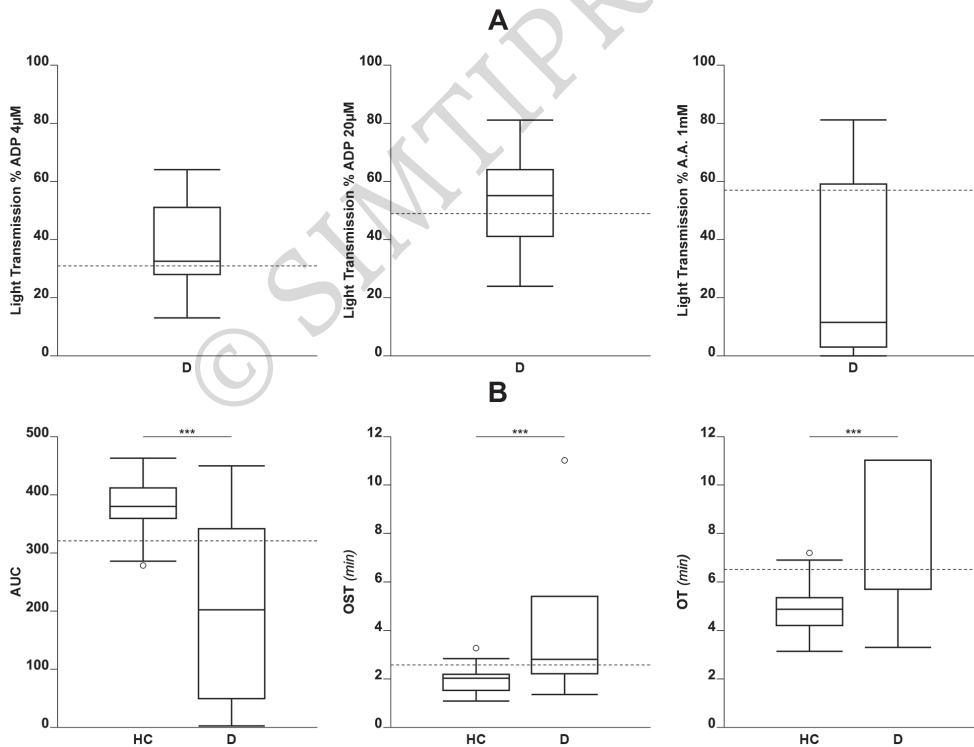 A
Light Transmission % ADP 4µM
100
80
60
40
20
0
D
Light Transmission % ADP 20µM
100
80
60
40
20
0
D
Light Transmission % A.A. 1mM
100
80
60
40
20
0
D
© SIMTIPR
B
AUC
500
400
300
200
100
0
***
HC D
OST (min)
12
10
8
6
4
2
0
***
HC D
OT (min)
12
10
8
6
4
2
0
***
HC D